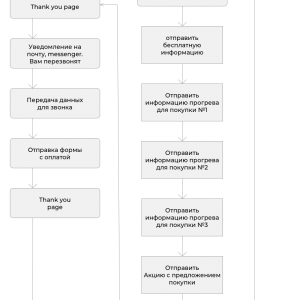 Thank you page
Уведомление на
почту, messenger.
Вам перезвонят
Передача данных
для звонка
Отправка формы
с оплатой
Thank you
page
отправить
бесплатную
информацию
Отправить
информацию прогрева
для покупки №1
Отправить
информацию прогрева
для покупки №2
Отправить
информацию прогрева
для покупки №3
Отправить
Акцию с предложением
покупки